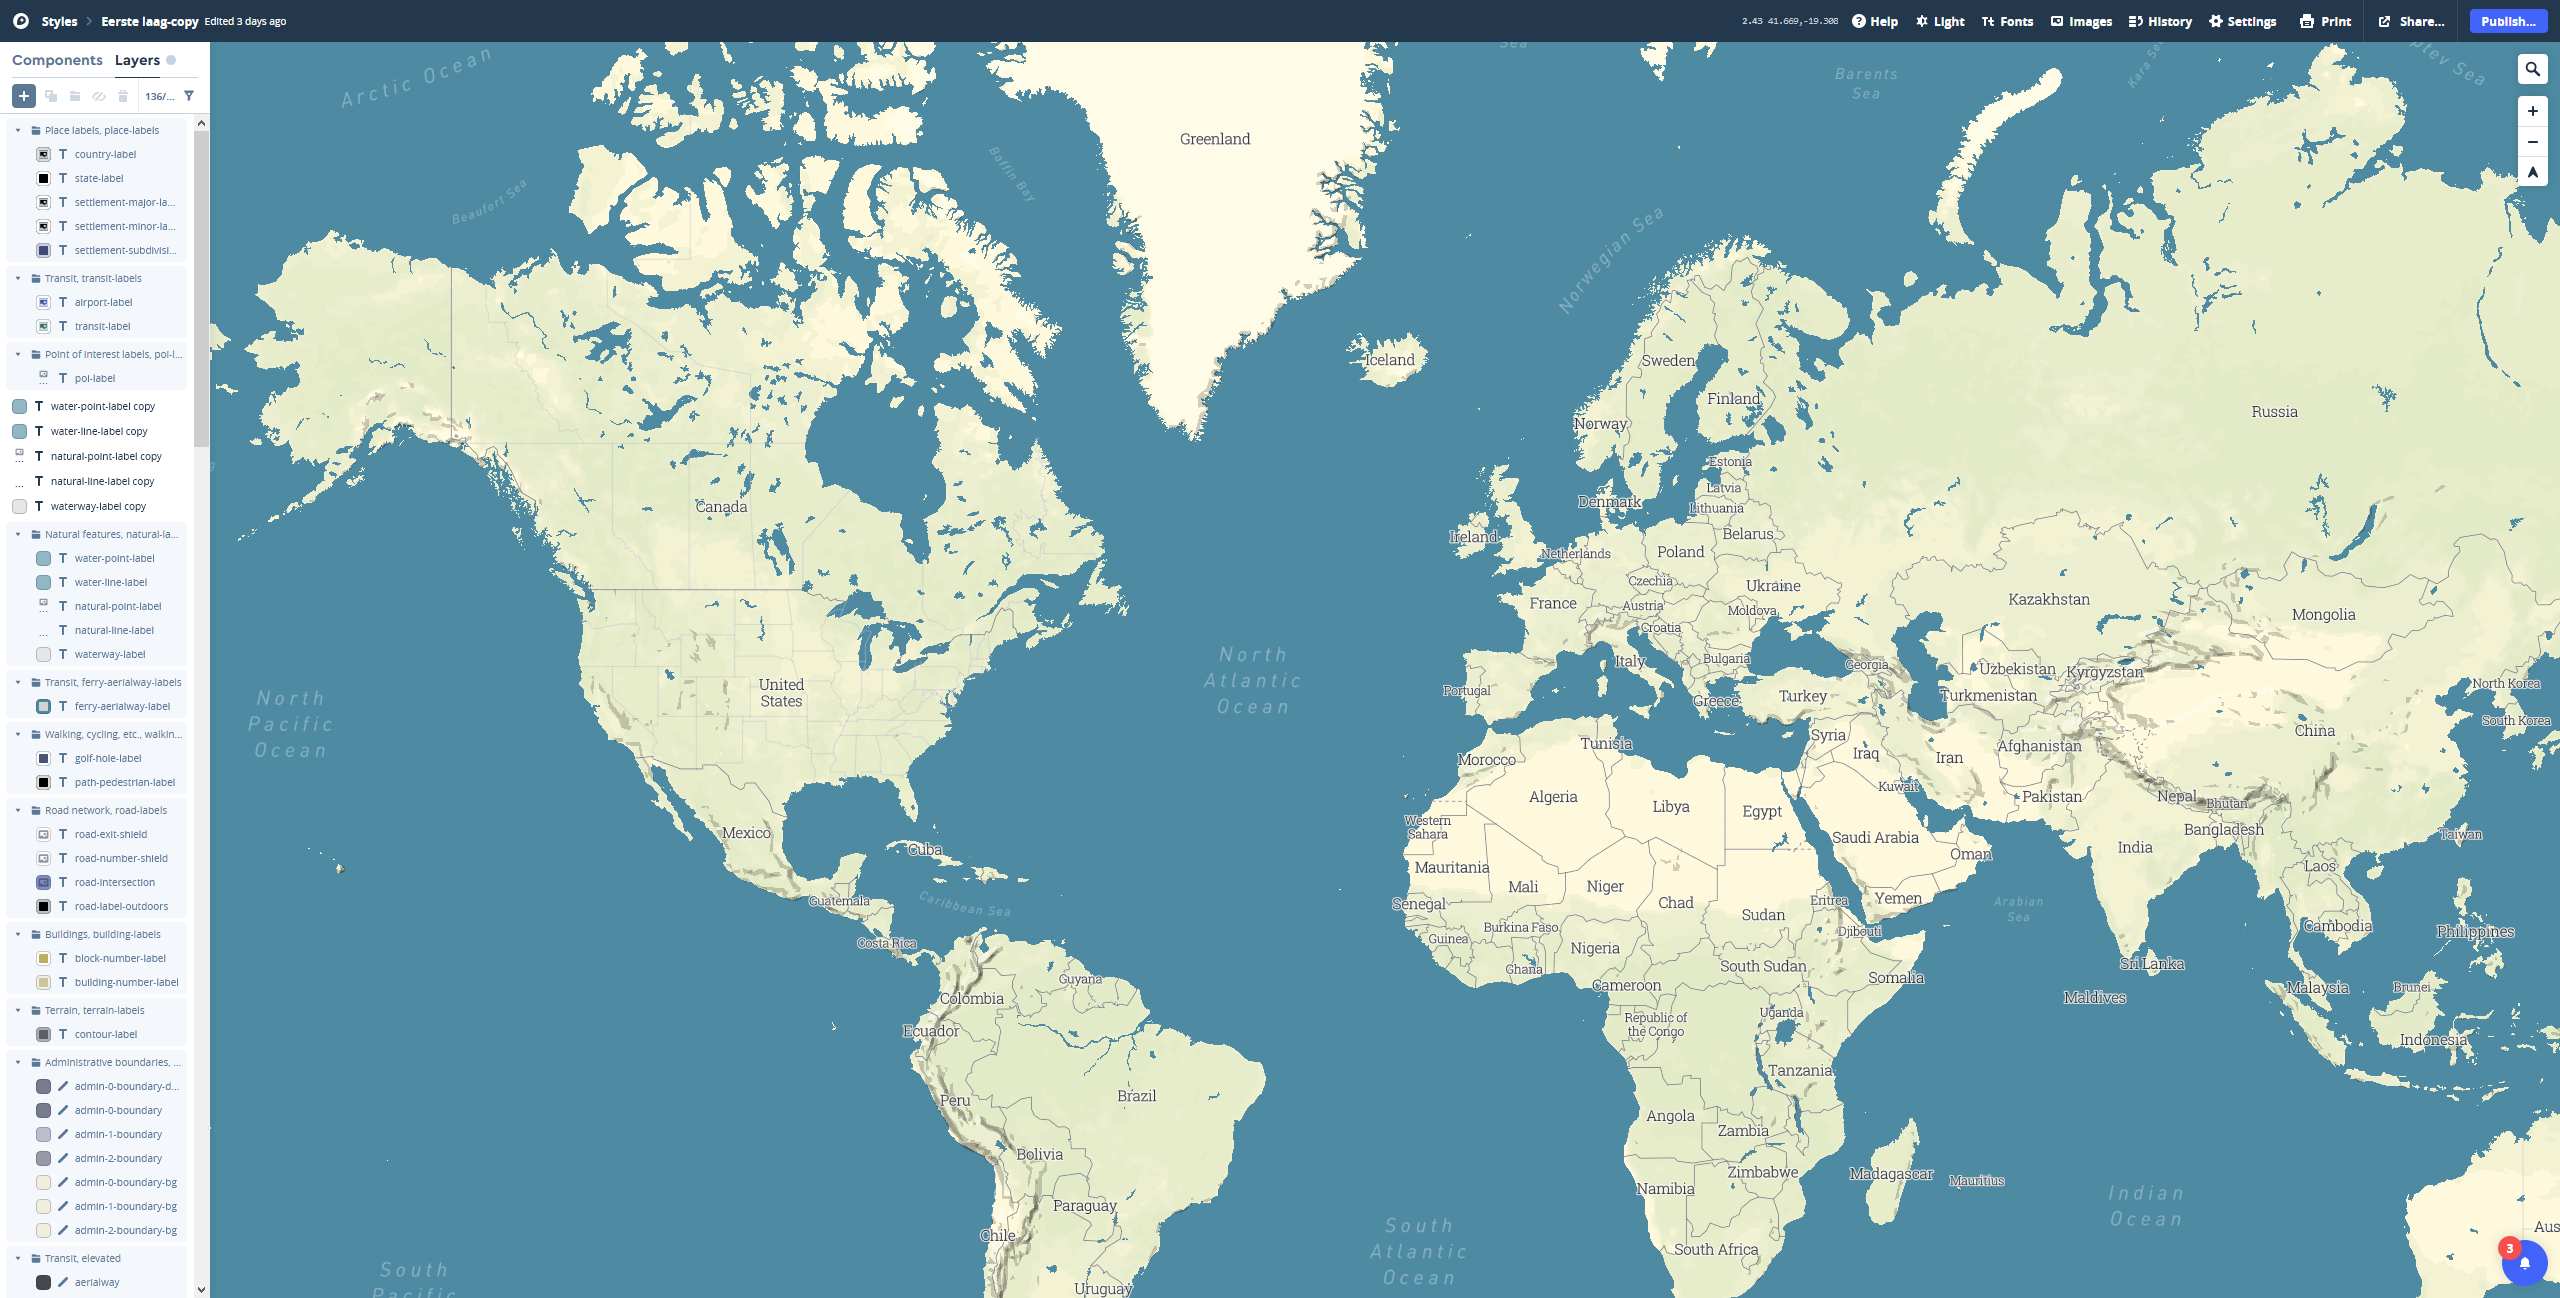 Styles
Eerste laag-copy Edited 3 days ago
2.43 41.669,-19.308
Help
Light
Fonts
Images
History
Settings
Print
Share...
Publish...
Components
Layers
136/...
Place labels, place-labels
country-label
state-label
settlement-major-la...
settlement-minor-la...
settlement-subdivisi...
Transit, transit-labels
airport-label
transit-label
Point of interest labels, poi-l...
poi-label
water-point-label copy
water-line-label copy
natural-point-label copy
natural-line-label copy
waterway-label copy
Natural features, natural-la...
water-point-label
water-line-label
natural-point-label
natural-line-label
waterway-label
Transit, ferry-aerialway-labels
ferry-aerialway-label
Walking, cycling, etc., walkin...
golf-hole-label
path-pedestrian-label
Road network, road-labels
road-exit-shield
road-number-shield
road-intersection
road-label-outdoors
Buildings, building-labels
block-number-label
building-number-label
Terrain, terrain-labels
contour-label
Administrative boundaries, ...
admin-0-boundary-d...
admin-0-boundary
admin-1-boundary
admin-2-boundary
admin-0-boundary-bg
admin-1-boundary-bg
admin-2-boundary-bg
Transit, elevated
aerialway
Arctic Ocean
Beaufort Sea
Baffin Bay
Greenland
Sea
Barents
Sea
Kara Sea
ptev Sea
Norwegian Sea
Iceland
Sweden
Finland
Norway
Russia
Estonia
Latvia
Lithuania
Denmark
Belarus
Ireland
Netherlands
Poland
Czechia
Ukraine
France
Austria
Moldova
Croatia
Kazakhstan
Mongolia
Canada
United
States
North
Pacific
Ocean
North
Atlantic
Ocean
Portugal
Italy
Bulgaria
Greece
Georgia
Turkey
Uzbekistan
Kyrgyzstan
Turkmenistan
North Korea
South Korea
China
Tunisia
Syria
Morocco
Iraq
Iran
Afghanistan
Kuwait
Pakistan
Nepal
Bhutan
Algeria
Libya
Egypt
Western
Sahara
Saudi Arabia
Bangladesh
Taiwan
India
Oman
Laos
Mexico
Cuba
Mauritania
Mali
Niger
Chad
Sudan
Eritrea
Yemen
Arabian
Sea
Senegal
Guatemala
Caribbean Sea
Burkina Faso
Djibouti
Cambodia
Philippines
Costa Rica
Guinea
Nigeria
Ghana
South Sudan
Sri Lanka
Guyana
Cameroon
Somalia
Malaysia
Brunei
Maldives
Colombia
Ecuador
Republic of
the Congo
Uganda
Indonesia
Tanzania
Peru
Brazil
Angola
Zambia
Bolivia
Zimbabwe
Madagascar
Mauritius
Namibia
Paraguay
Indian
Ocean
Chile
South
Atlantic
Ocean
South Africa
Aus
South
Pacific
Uruguay
3